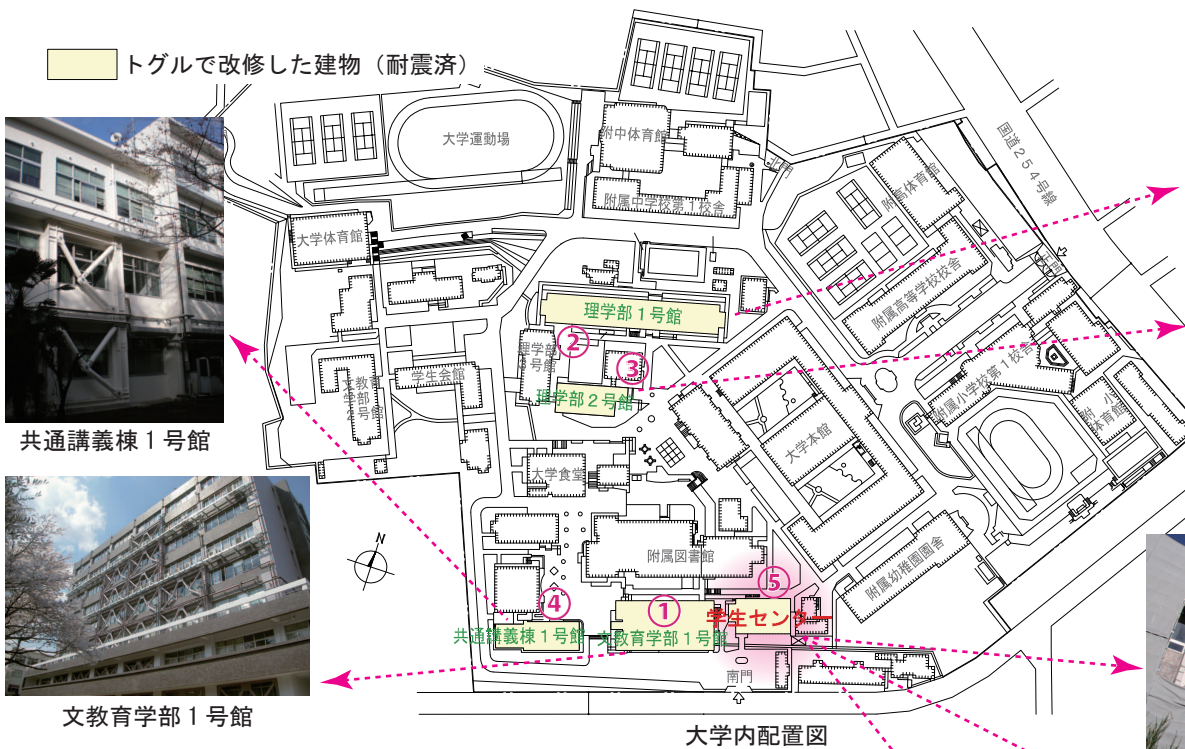 トグルで改修した建物（耐震済）
大学運動場
附中体育館
北門
附属中学校第1校舎
国道254号線
附高体育館
附属高等学校校舎
大学体育館
理学部1号館
②
理学部
3号館
③
理学部2号館
文教育
学部
2号館
学生会館
附属小学校第1校舎
附小
体育館
大学本館
共通講義棟1号館
大学食堂
附属図書館
附属幼稚園園舎
N
⑤
④
①
学生センター
共通講義棟1号館
文教育学部1号館
南門
文教育学部1号館
大学内配置図